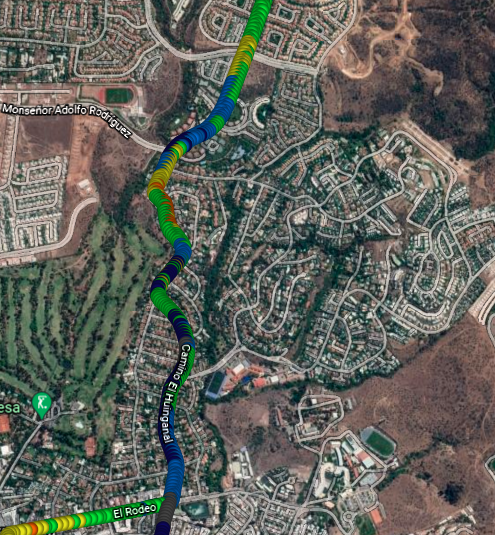 Monseñor Adolfo Rodríguez
Camino El Huinganal
esa
El Rodeo